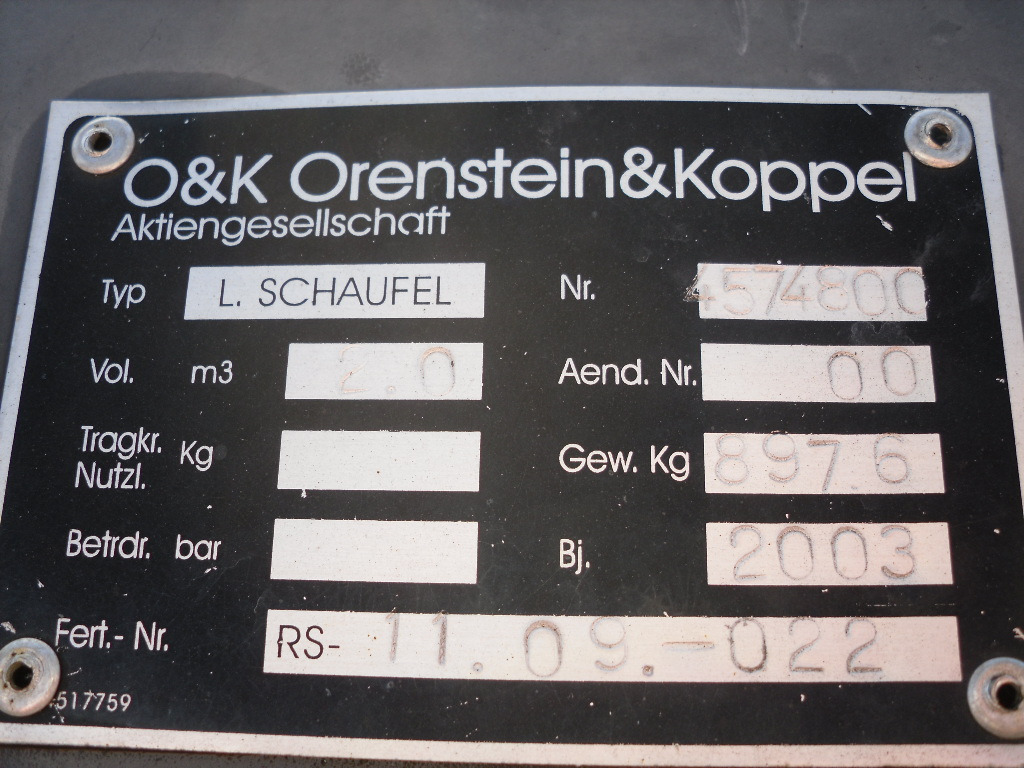 O&K Orenstein&Koppel
Aktiengesellschaft
Typ L. SCHAUFEL Nr. 4574800
Vol. m3 2.0 Aend. Nr. 00
Tragkr. Nutzl. Kg Gew. Kg 897.6
Betrdr. bar Bj. 2003
Fert.- Nr. RS- 11.09.-022
517759